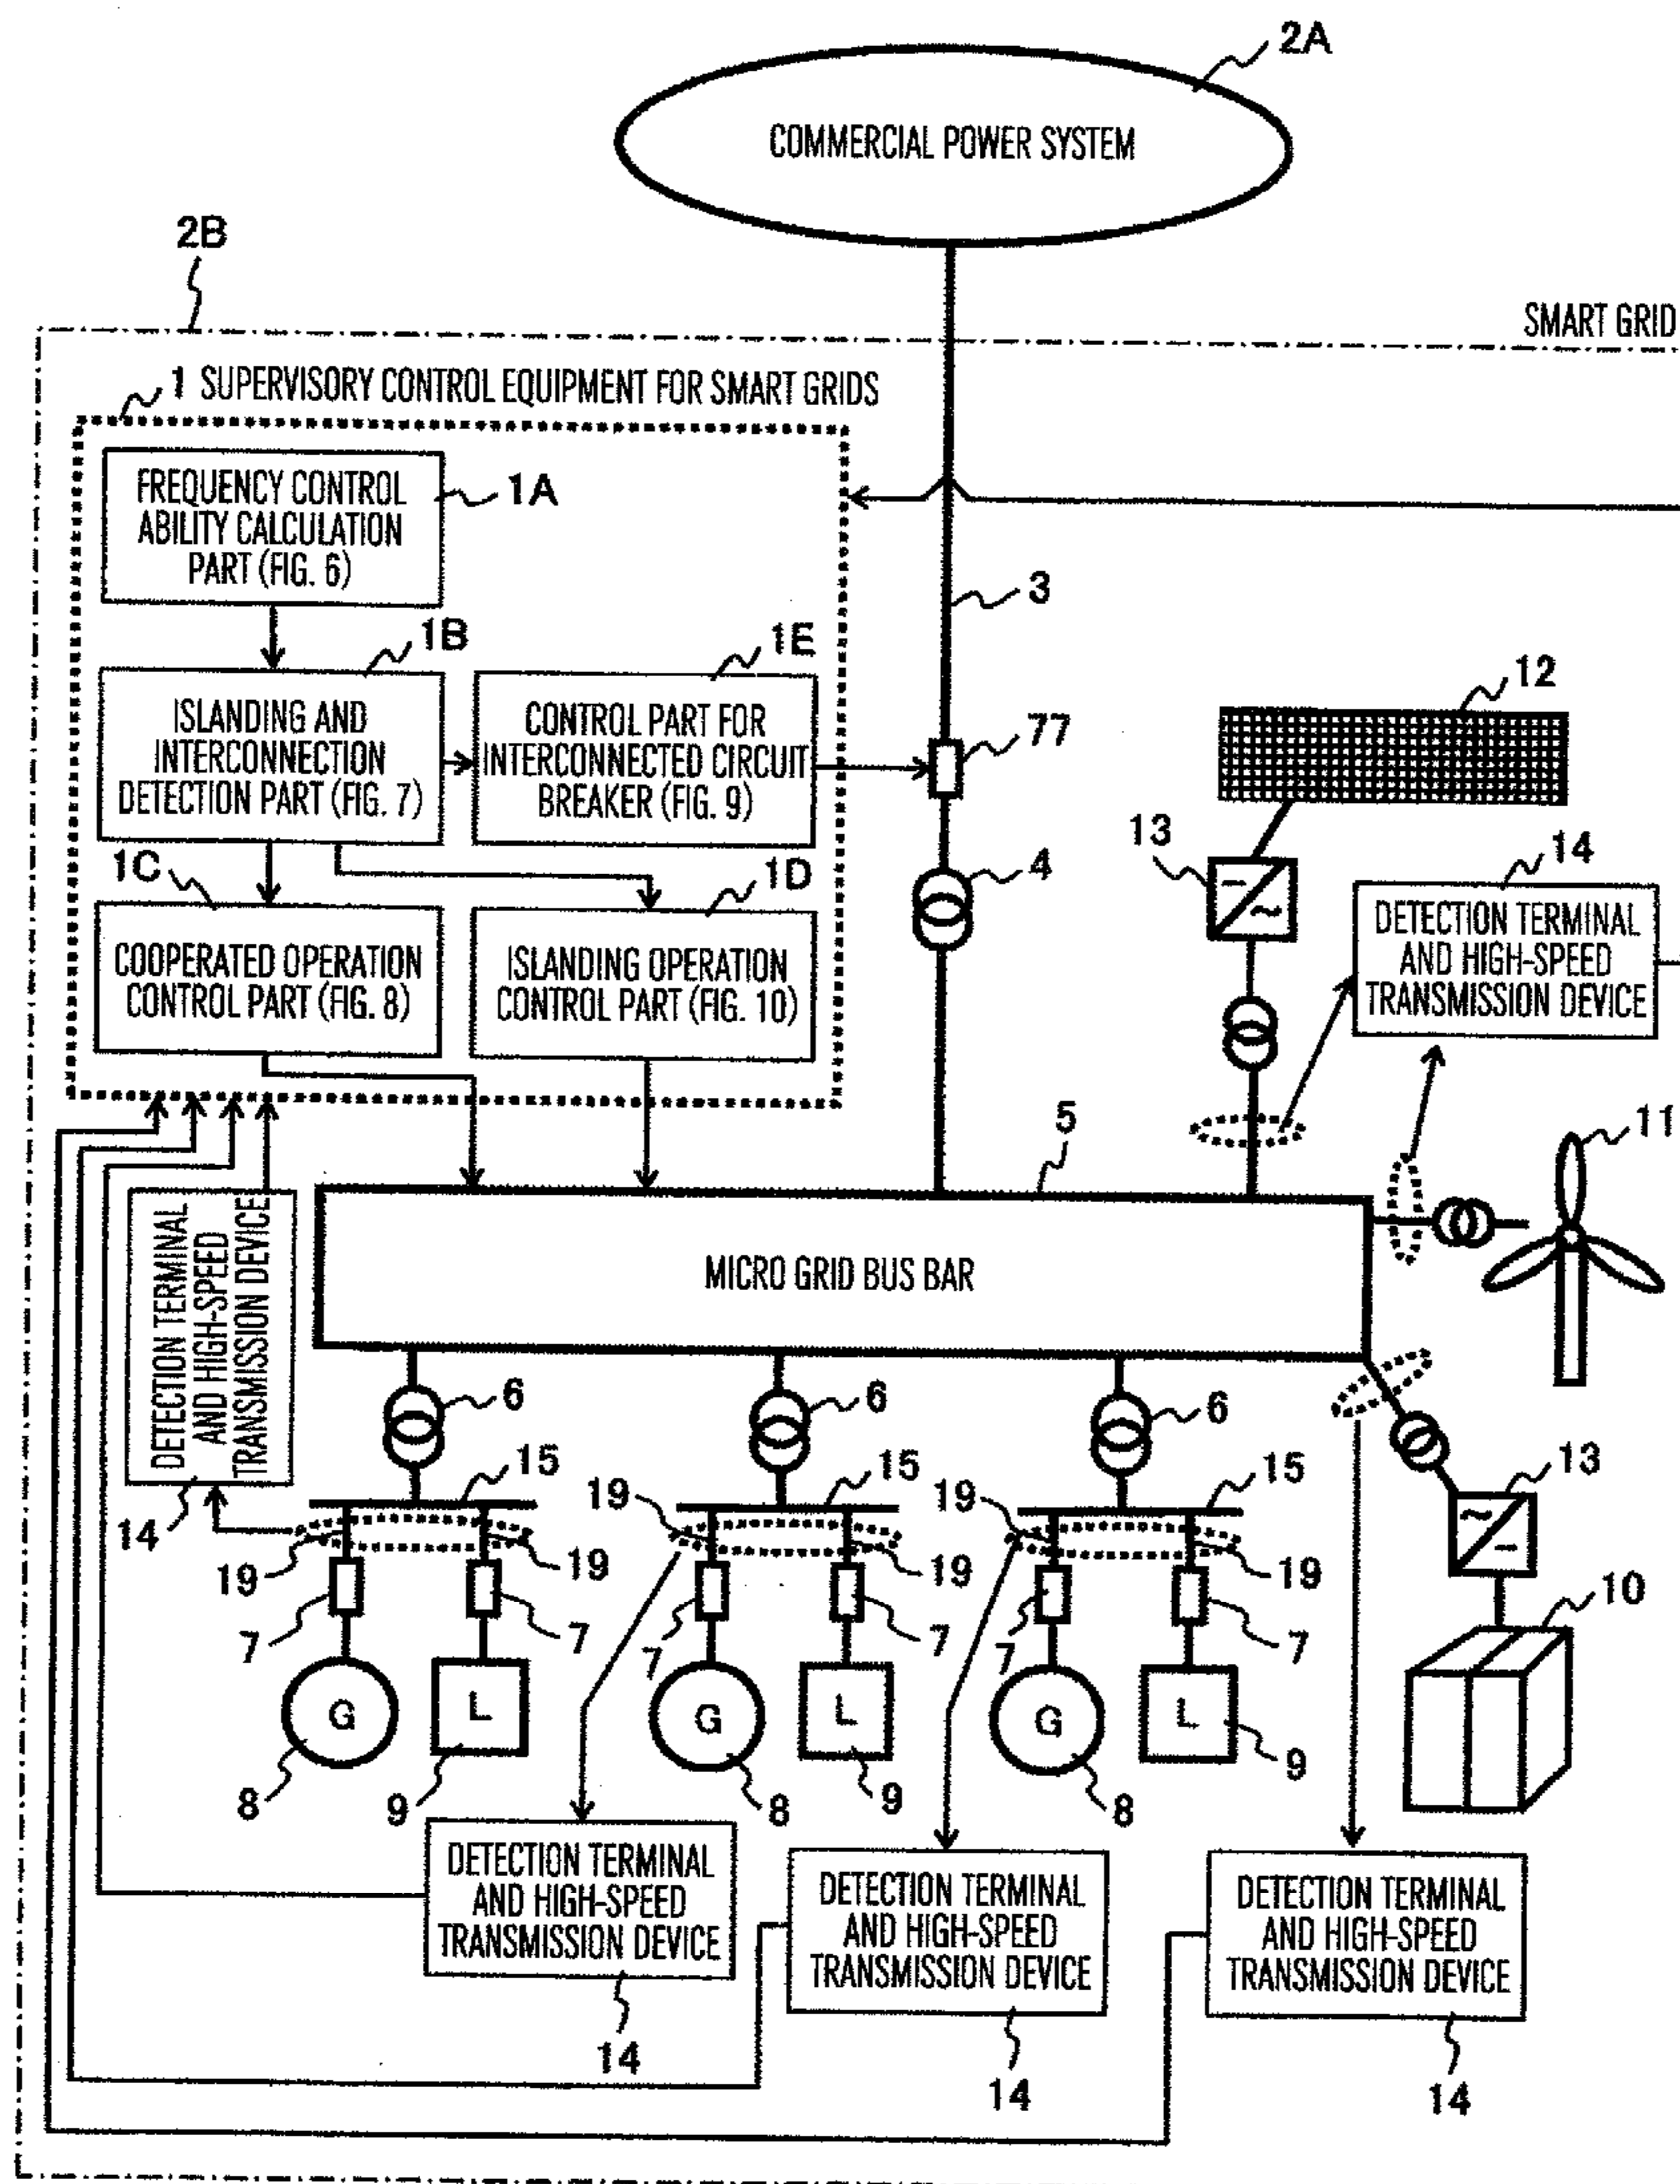 2A
COMMERCIAL POWER SYSTEM
2B
SMART GRID
1 SUPERVISORY CONTROL EQUIPMENT FOR SMART GRIDS
FREQUENCY CONTROL
ABILITY CALCULATION
PART (FIG. 6)
1A
3
1B
1E
ISLANDING AND
INTERCONNECTION
DETECTION PART (FIG. 7)
CONTROL PART FOR
INTERCONNECTED CIRCUIT
BREAKER (FIG. 9)
77
12
13
14
1C
1D
4
COOPERATED OPERATION
CONTROL PART (FIG. 8)
ISLANDING OPERATION
CONTROL PART (FIG. 10)
DETECTION TERMINAL
AND HIGH-SPEED
TRANSMISSION DEVICE
5
11
MICRO GRID BUS BAR
DETECTION TERMINAL
AND HIGH-SPEED
TRANSMISSION DEVICE
14
6
6
6
15
15
15
13
19
19
19
19
19
19
7
7
7
7
7
7
10
G
L
G
L
G
L
8
9
8
9
8
9
DETECTION TERMINAL
AND HIGH-SPEED
TRANSMISSION DEVICE
14
DETECTION TERMINAL
AND HIGH-SPEED
TRANSMISSION DEVICE
14
DETECTION TERMINAL
AND HIGH-SPEED
TRANSMISSION DEVICE
14